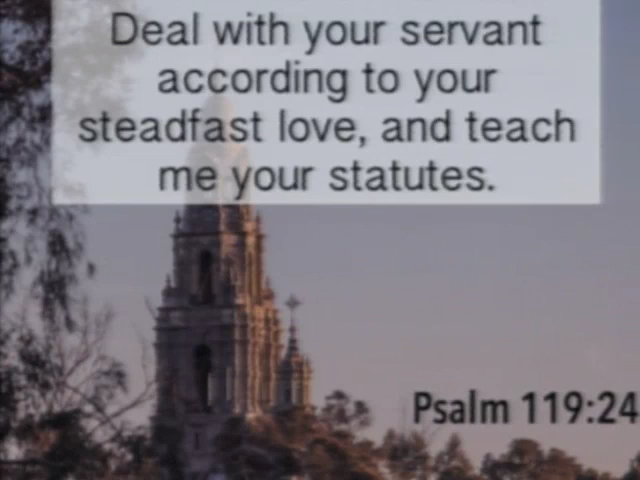 Deal with your servant
according to your
steadfast love, and teach
me your statutes.
Psalm 119:24